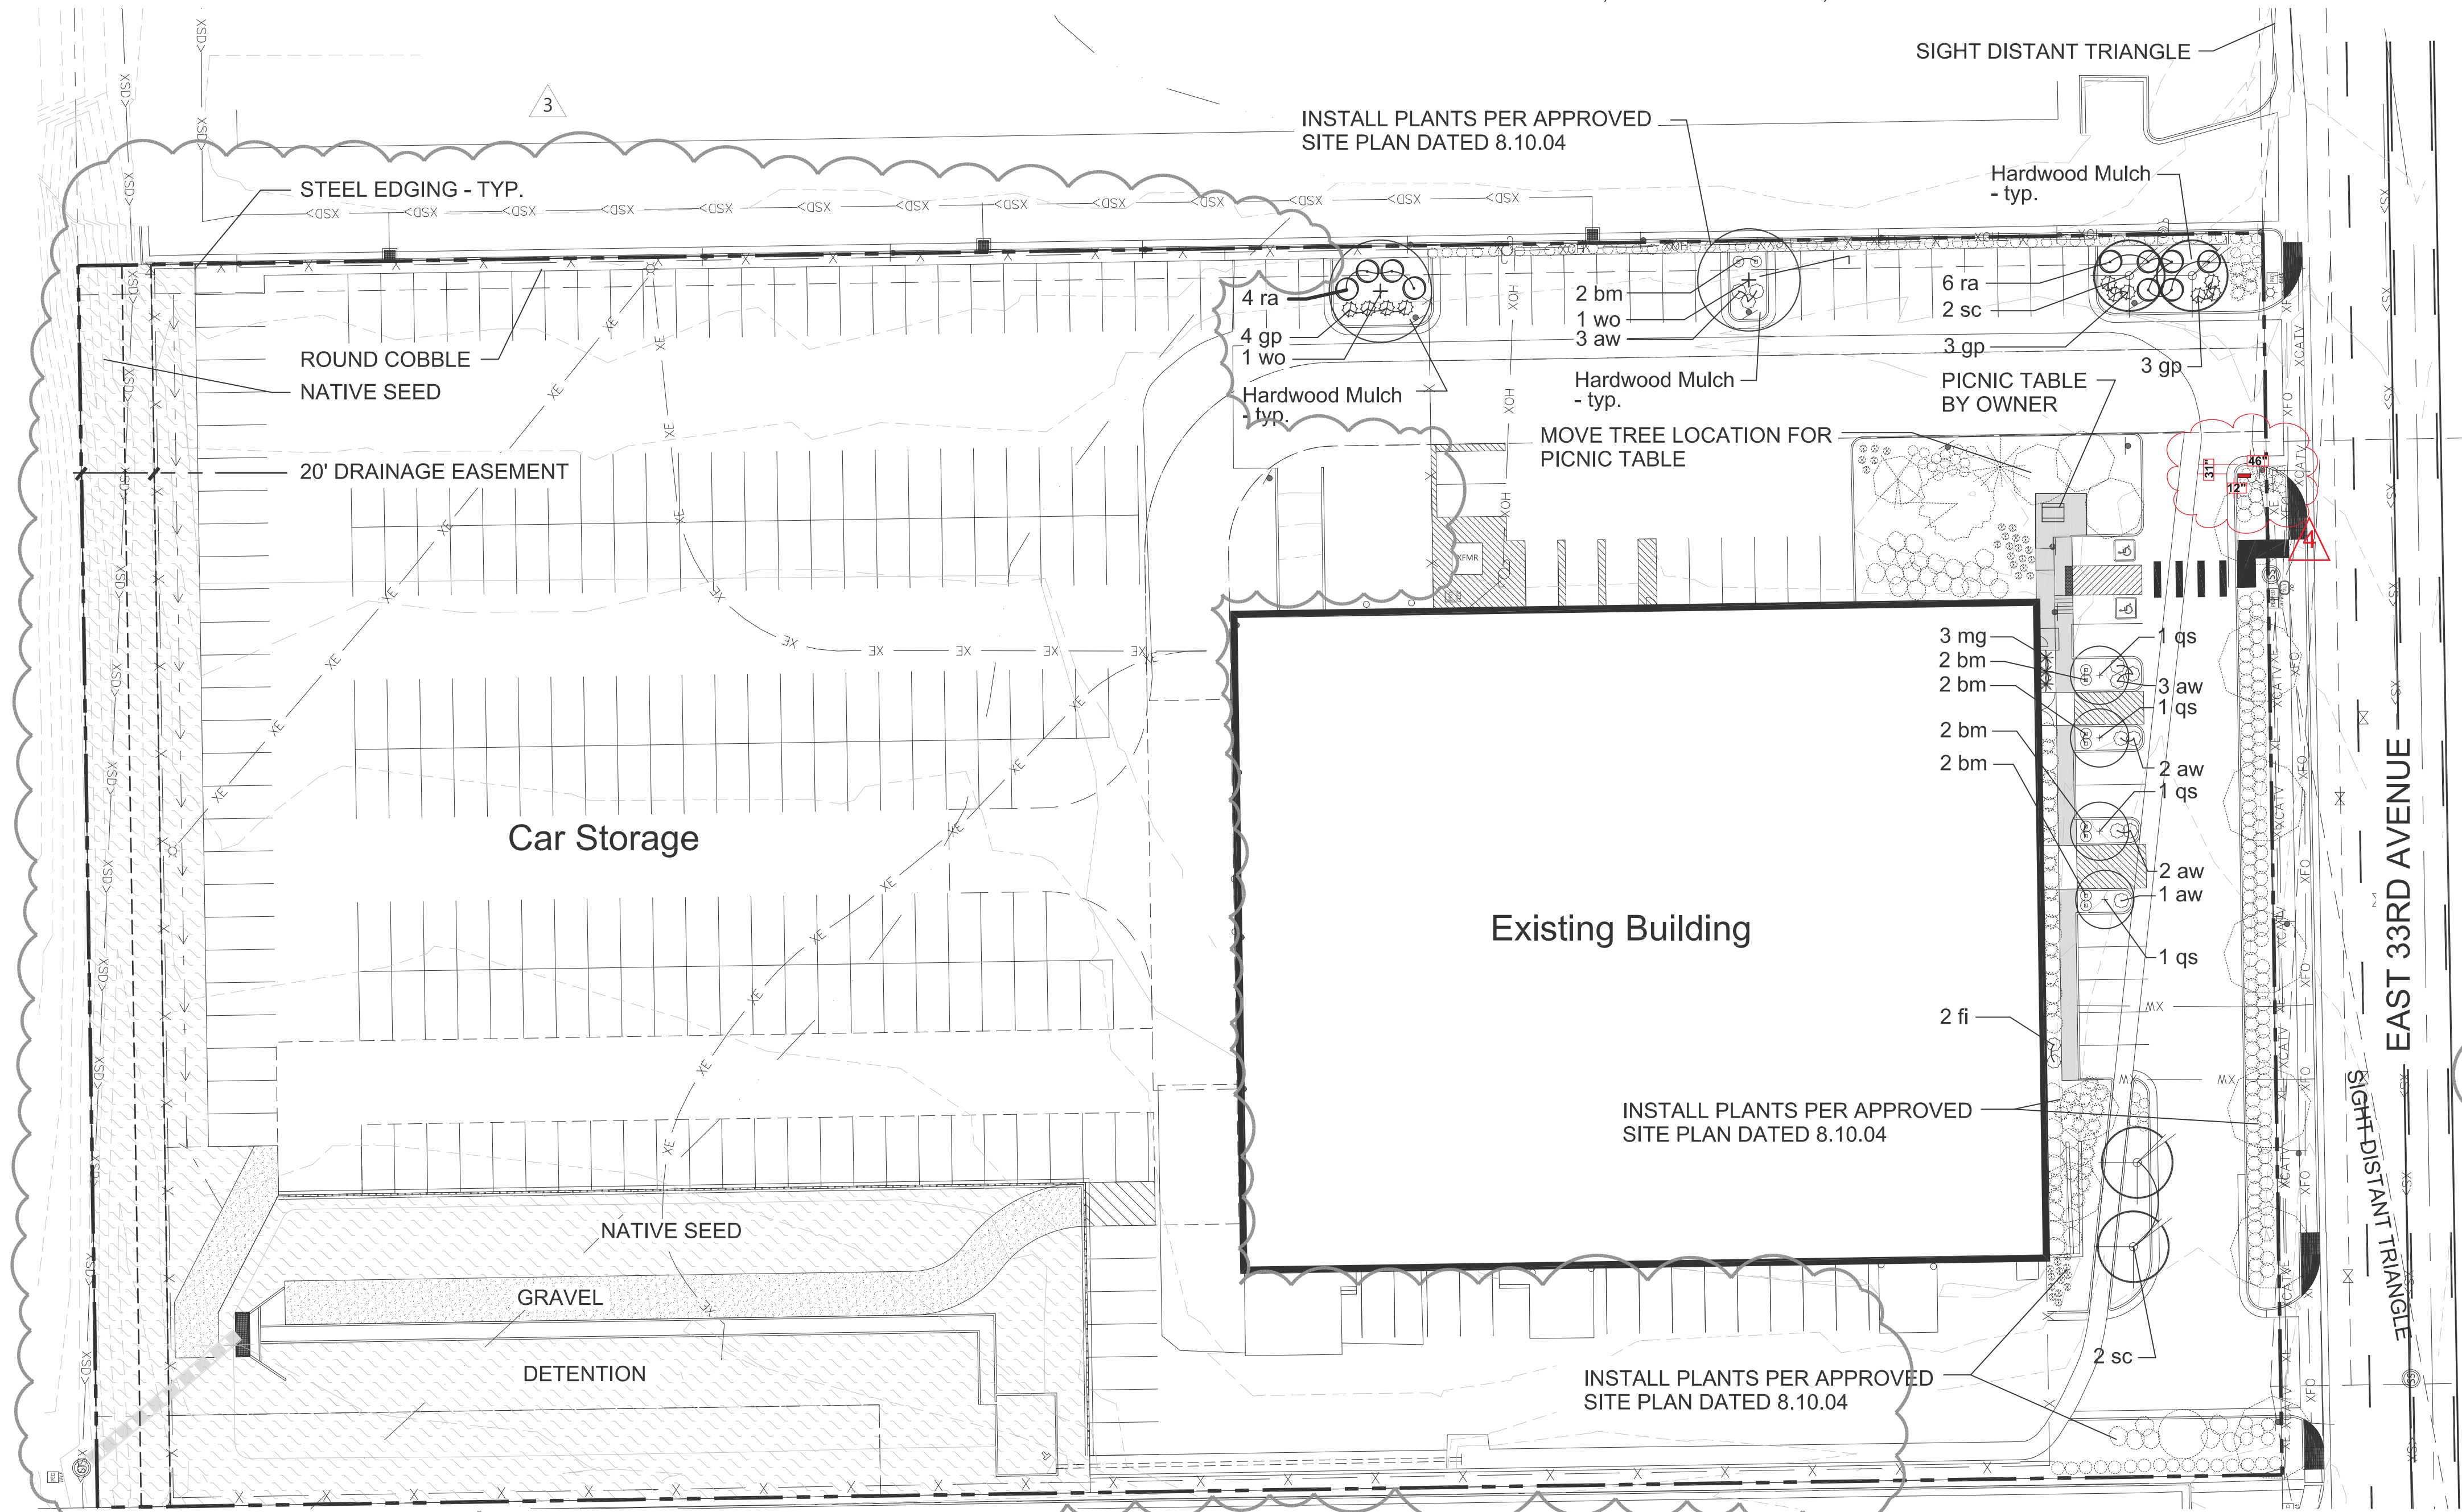 SIGHT DISTANT TRIANGLE
3
INSTALL PLANTS PER APPROVED
SITE PLAN DATED 8.10.04
Hardwood Mulch
- typ.
STEEL EDGING - TYP.
4 ra
4 gp
1 wo
2 bm
1 wo
3 aw
6 ra
2 sc
3 gp
3 gp
ROUND COBBLE
NATIVE SEED
Hardwood Mulch
- typ.
Hardwood Mulch
- typ.
PICNIC TABLE
BY OWNER
MOVE TREE LOCATION FOR
PICNIC TABLE
20' DRAINAGE EASEMENT
31"
46"
12"
4
XFMR
3 mg
2 bm
2 bm
2 bm
2 bm
1 qs
3 aw
1 qs
2 aw
1 qs
2 aw
1 aw
1 qs
Car Storage
Existing Building
EAST 33RD AVENUE
2 fi
INSTALL PLANTS PER APPROVED
SITE PLAN DATED 8.10.04
SIGHT DISTANT TRIANGLE
NATIVE SEED
GRAVEL
DETENTION
2 sc
INSTALL PLANTS PER APPROVED
SITE PLAN DATED 8.10.04